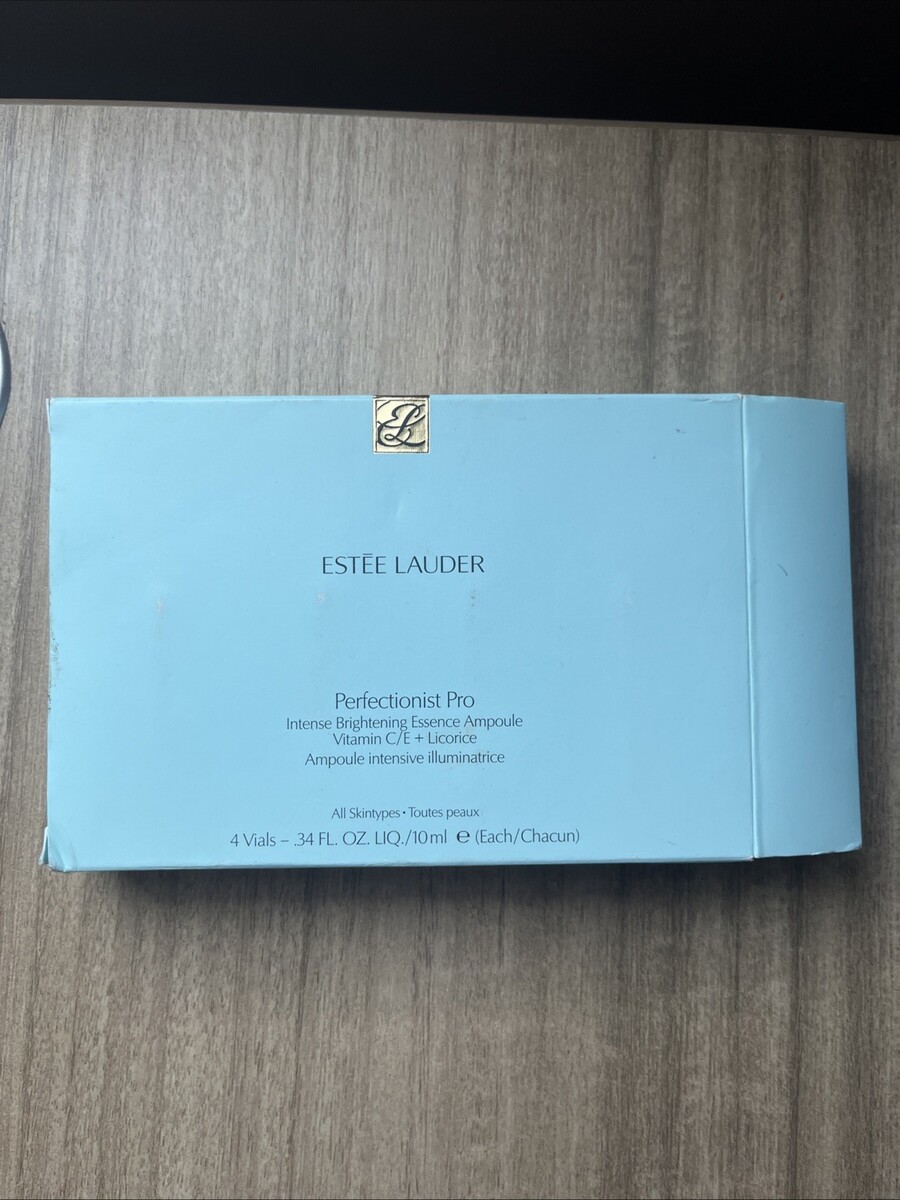 EL
ESTĒE LAUDER
Perfectionist Pro
Intense Brightening Essence Ampoule
Vitamin C/E + Licorice
Ampoule intensive illuminatrice
All Skintypes • Toutes peaux
4 Vials – .34 FL. OZ. LIQ./10 ml ℮ (Each/Chacun)